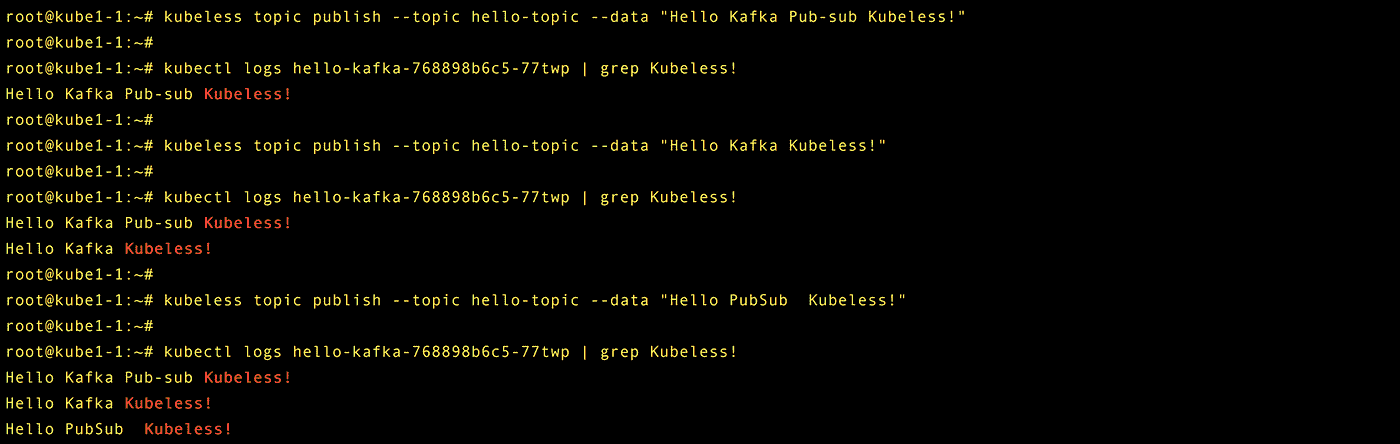 root@kube1-1:~# kubeless topic publish --topic hello-topic --data "Hello Kafka Pub-sub Kubeless!"
root@kube1-1:~#
root@kube1-1:~# kubectl logs hello-kafka-768898b6c5-77twp | grep Kubeless!
Hello Kafka Pub-sub Kubeless!
root@kube1-1:~#
root@kube1-1:~# kubeless topic publish --topic hello-topic --data "Hello Kafka Kubeless!"
root@kube1-1:~#
root@kube1-1:~# kubectl logs hello-kafka-768898b6c5-77twp | grep Kubeless!
Hello Kafka Pub-sub Kubeless!
Hello Kafka Kubeless!
root@kube1-1:~#
root@kube1-1:~# kubeless topic publish --topic hello-topic --data "Hello PubSub  Kubeless!"
root@kube1-1:~#
root@kube1-1:~# kubectl logs hello-kafka-768898b6c5-77twp | grep Kubeless!
Hello Kafka Pub-sub Kubeless!
Hello Kafka Kubeless!
Hello PubSub  Kubeless!